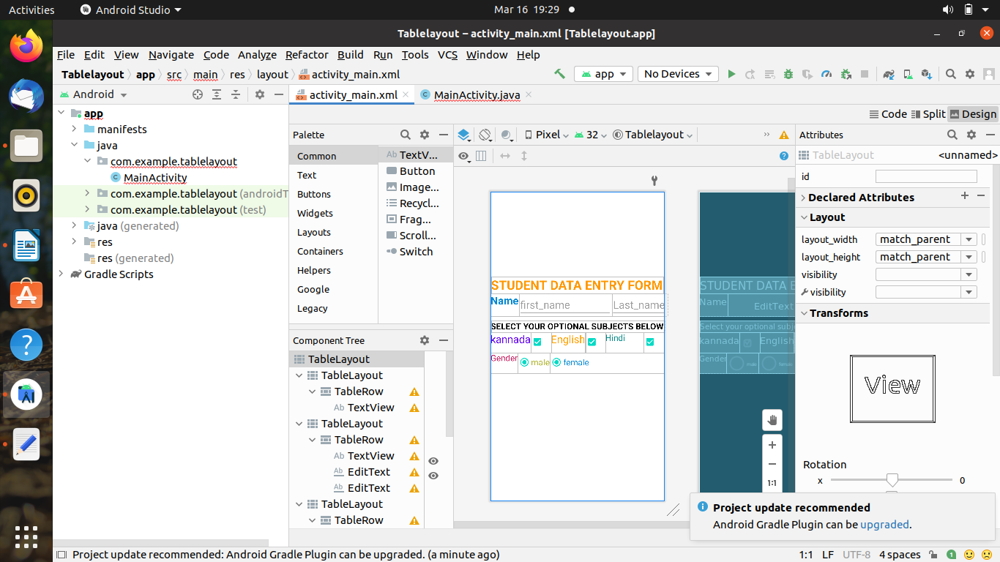 Activities Android Studio Mar 16 19:29
Tablelayout – activity_main.xml [Tablelayout.app]
File Edit View Navigate Code Analyze Refactor Build Run Tools VCS Window Help
Tablelayout app src main res layout activity_main.xml app No Devices
Android
activity_main.xml MainActivity.java
Code Split Design
app
manifests
java
com.example.tablelayout
MainActivity
com.example.tablelayout (androidT
com.example.tablelayout (test)
java (generated)
res
res (generated)
Gradle Scripts
Palette
Common
Text
Buttons
Widgets
Layouts
Containers
Helpers
Google
Legacy
Ab TextV...
Button
Image...
Recycl...
Frag...
Scroll...
Switch
Component Tree
TableLayout
TableLayout
TableRow
Ab TextView
TableLayout
TableRow
Ab TextView
Ab EditText
Ab EditText
TableLayout
TableRow
Pixel 32 Tablelayout
STUDENT DATA ENTRY FORM
Name first_name Last_name
SELECT YOUR OPTIONAL SUBJECTS BELOW
kannada English Hindi
Gender male female
STUDENT DATA E
Name EditText
Select your optional subje
kannada English
Gender male female
1:1
Attributes
TableLayout <unnamed>
id
Declared Attributes
Layout
layout_width match_parent
layout_height match_parent
visibility
visibility
Transforms
View
Rotation
x 0
Project update recommended
Android Gradle Plugin can be upgraded.
Project update recommended: Android Gradle Plugin can be upgraded. (a minute ago) 1:1 LF UTF-8 4 spaces 1